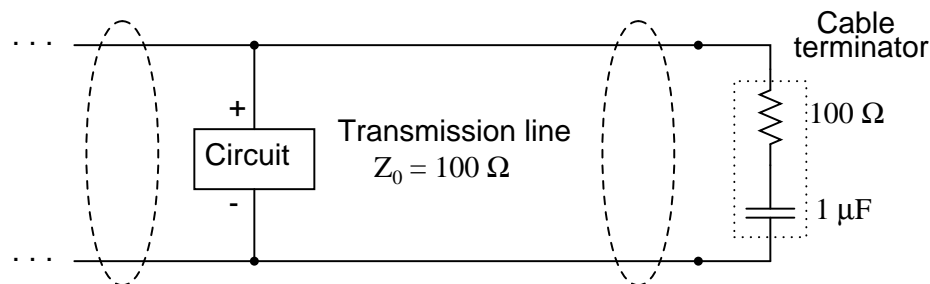 Cable
terminator
. . .
+
100 Ω
Transmission line
Circuit
Z₀ = 100 Ω
-
1 μF
. . .